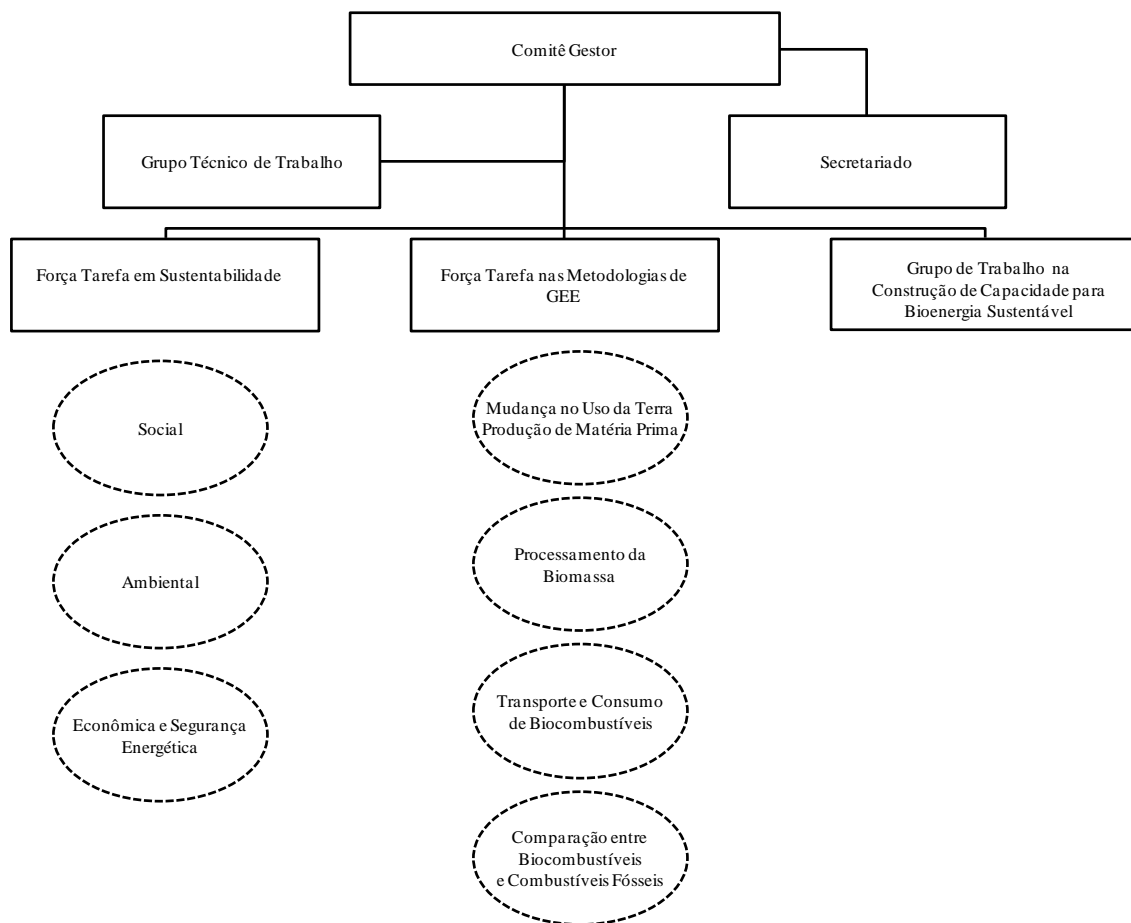 Comitê Gestor
Grupo Técnico de Trabalho
Secretariado
Força Tarefa em Sustentabilidade
Força Tarefa nas Metodologias de
GEE
Grupo de Trabalho na
Construção de Capacidade para
Bioenergia Sustentável
Social
Ambiental
Econômica e Segurança
Energética
Mudança no Uso da Terra
Produção de Matéria Prima
Processamento da
Biomassa
Transporte e Consumo
de Biocombustíveis
Comparação entre
Biocombustíveis
e Combustíveis Fósseis